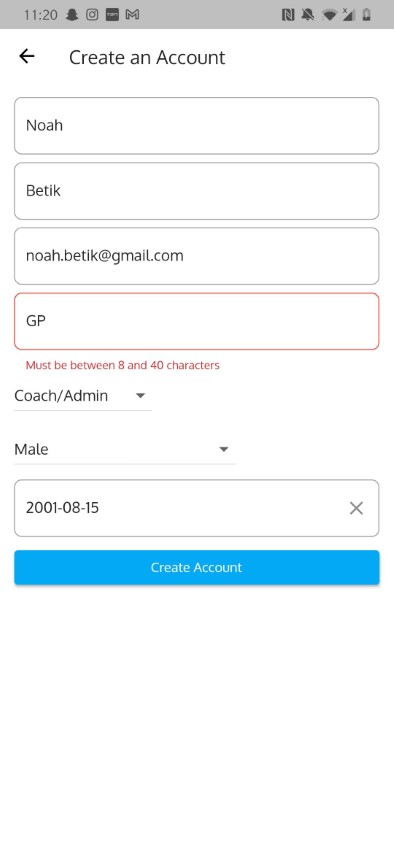 11:20
Create an Account
Noah
Betik
noah.betik@gmail.com
GP
Must be between 8 and 40 characters
Coach/Admin
Male
2001-08-15
Create Account